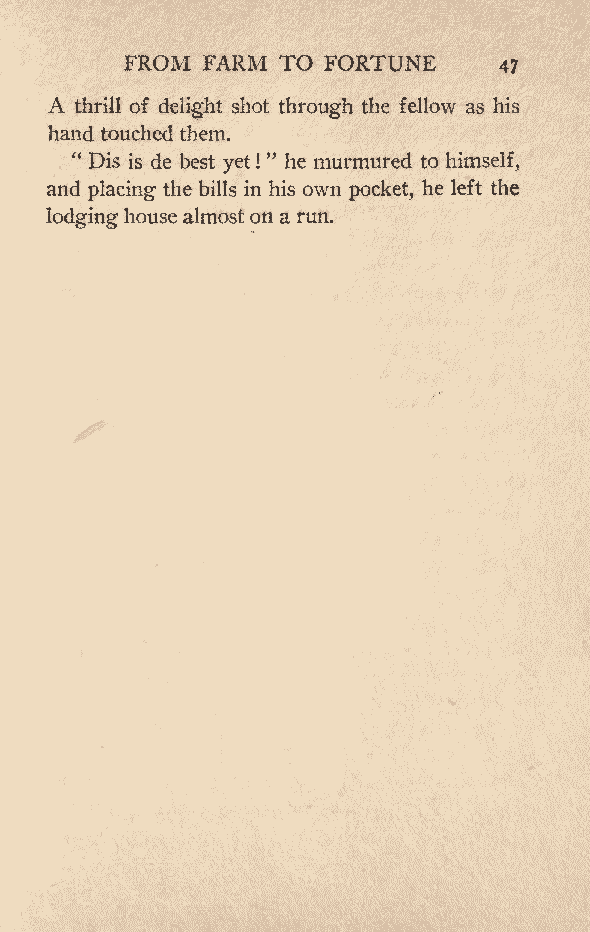 FROM FARM TO FORTUNE 47
A thrill of delight shot through the fellow as his
hand touched them.
“ Dis is de best yet ! ” he murmured to himself,
and placing the bills in his own pocket, he left the
lodging house almost on a run.